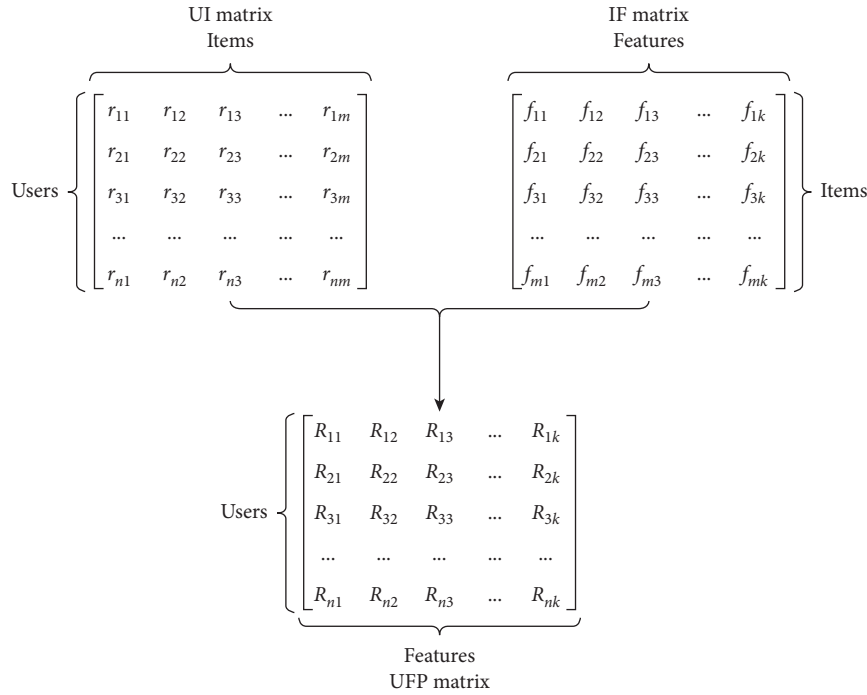 UI matrix
Items
Users
r11 r12 r13 ... r1m
r21 r22 r23 ... r2m
r31 r32 r33 ... r3m
... ... ... ... ...
rn1 rn2 rn3 ... rnm
IF matrix
Features
f11 f12 f13 ... f1k
f21 f22 f23 ... f2k
f31 f32 f33 ... f3k
... ... ... ... ...
fm1 fm2 fm3 ... fmk
Items
Users
R11 R12 R13 ... R1k
R21 R22 R23 ... R2k
R31 R32 R33 ... R3k
... ... ... ... ...
Rn1 Rn2 Rn3 ... Rnk
Features
UFP matrix